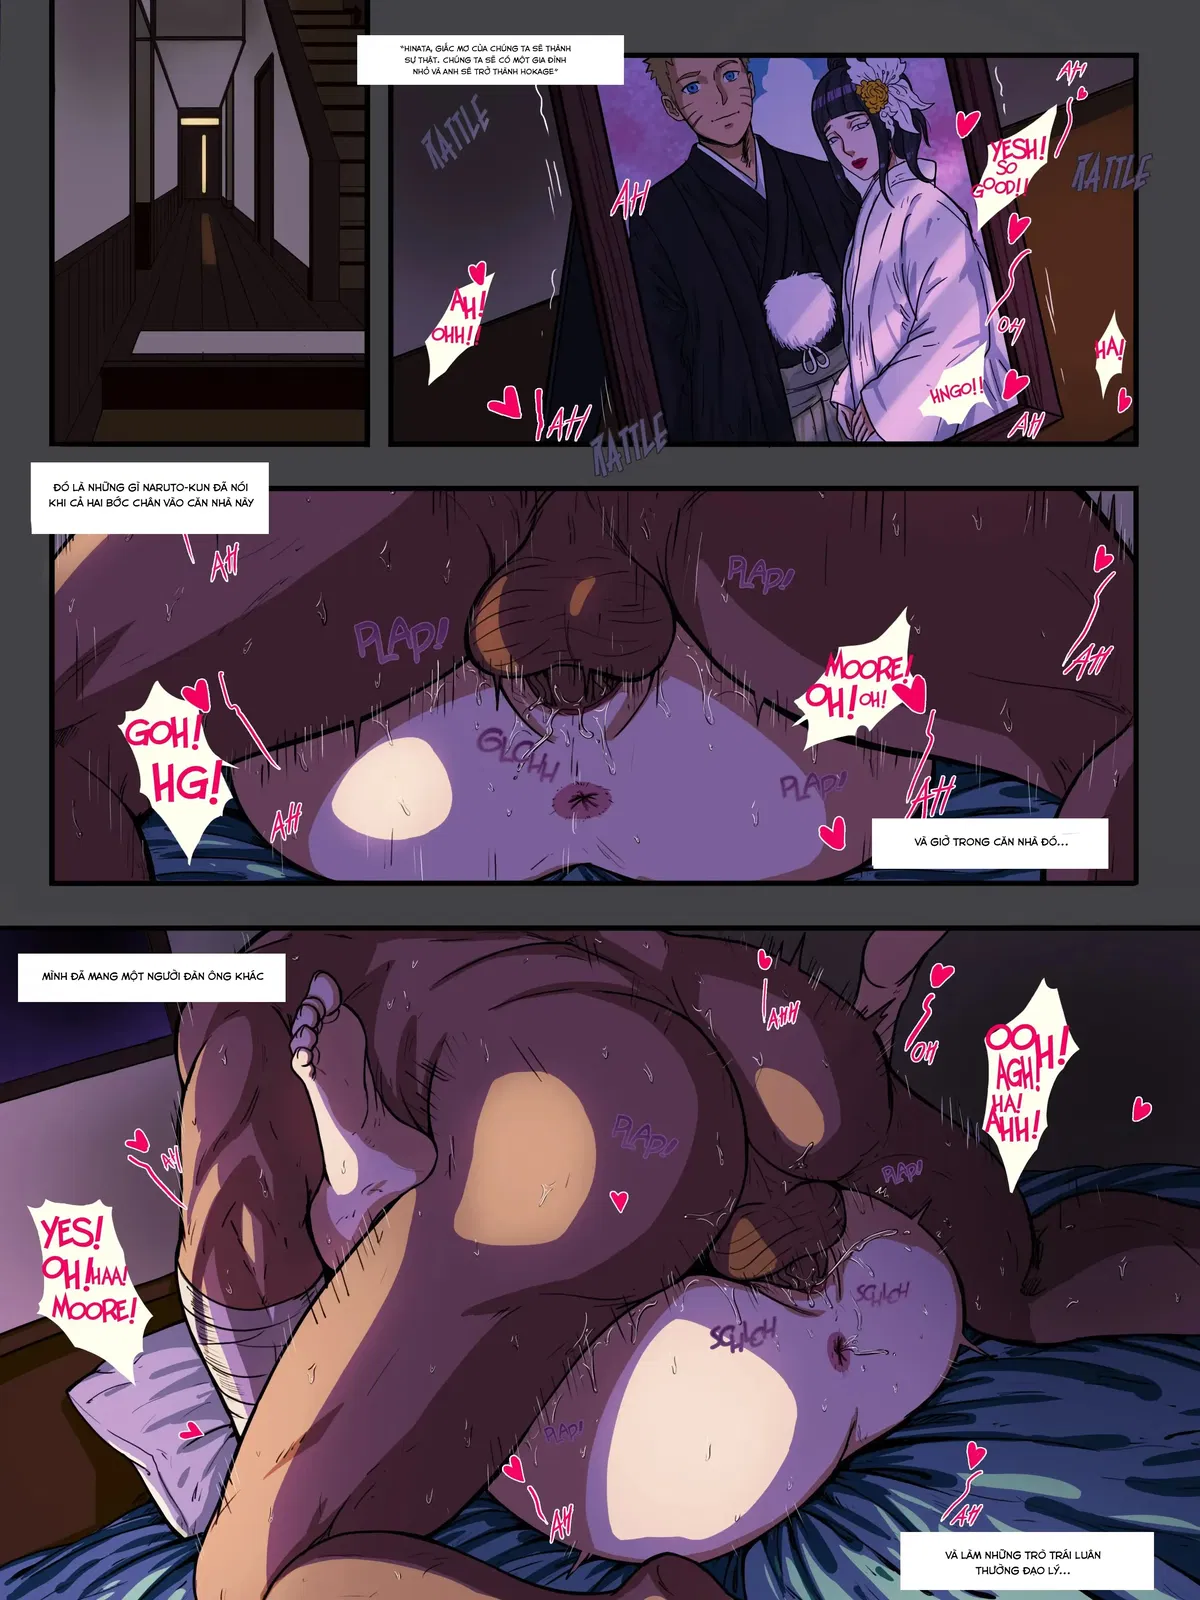 "HINATA, GIẤC MƠ CỦA CHÚNG TA SẼ THÀNH
SỰ THẬT. CHÚNG TA SẼ CÓ MỘT GIA ĐÌNH
NHỎ VÀ ANH SẼ TRỞ THÀNH HOKAGE"
RATTLE
AH
YESH!
SO
GOOD!!
RATTLE
AH
AH!
OHH!!
OH
HA!
HNGO!!
AH
AH
RATTLE
ĐÓ LÀ NHỮNG GÌ NARUTO-KUN ĐÃ NÓI
KHI CẢ HAI BỚC CHÂN VÀO CĂN NHÀ NÀY
AH
PLAP!
PLAP!
MOORE!
OH! OH!
AH
GOH!
HG!
GLCHH
PLAP!
AH
AH
VÀ GIỜ TRONG CĂN NHÀ ĐÓ...
MÌNH ĐÃ MANG MỘT NGƯỜI ĐÀN ÔNG KHÁC
AHH
OH
OOH!
AGH!
HA!
AHH!
PLAP!
AH
PLAP!
YES!
OH! HAA!
MOORE!
SCHLCH
SCHLCH
PLAP!
AH
AH
VÀ LÀM NHỮNG TRÒ TRÁI LUÂN
THƯỜNG ĐẠO LÝ...